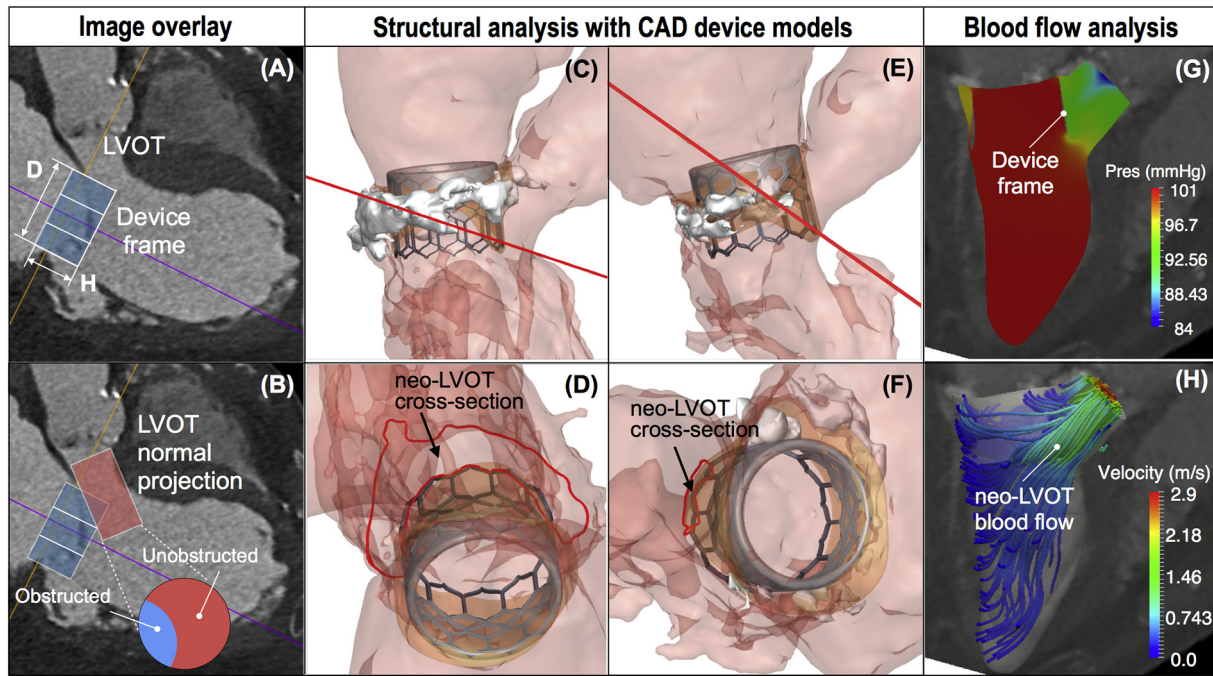 Image overlay
Structural analysis with CAD device models
Blood flow analysis
(A)
LVOT
D
Device
frame
H
(B)
LVOT
normal
projection
Unobstructed
Obstructed
(C)
(D)
neo-LVOT
cross-section
(E)
(F)
neo-LVOT
cross-section
(G)
Device
frame
Pres (mmHg)
101
96.7
92.56
88.43
84
(H)
Velocity (m/s)
2.9
2.18
1.46
0.743
0.0
neo-LVOT
blood flow